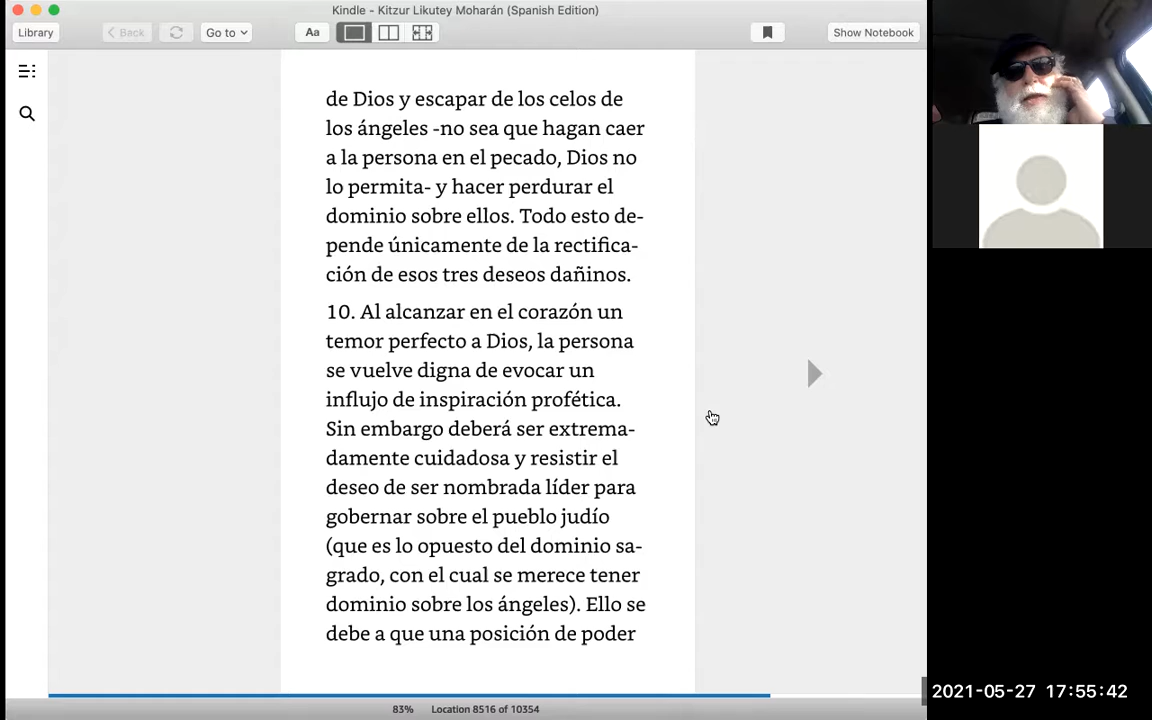 Kindle - Kitzur Likutey Moharán (Spanish Edition)
Library
Back
Go to
Aa
Show Notebook
de Dios y escapar de los celos de
los ángeles -no sea que hagan caer
a la persona en el pecado, Dios no
lo permita- y hacer perdurar el
dominio sobre ellos. Todo esto de-
pende únicamente de la rectifica-
ción de esos tres deseos dañinos.
10. Al alcanzar en el corazón un
temor perfecto a Dios, la persona
se vuelve digna de evocar un
influjo de inspiración profética.
Sin embargo deberá ser extrema-
damente cuidadosa y resistir el
deseo de ser nombrada líder para
gobernar sobre el pueblo judío
(que es lo opuesto del dominio sa-
grado, con el cual se merece tener
dominio sobre los ángeles). Ello se
debe a que una posición de poder
83% Location 8516 of 10354
2021-05-27 17:55:42